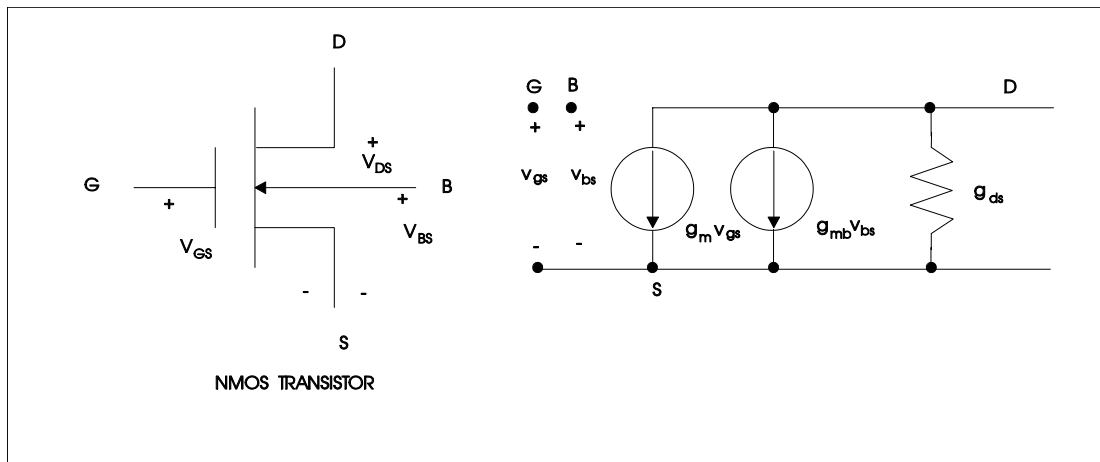 D
+
V_DS
G
B
+
+
V_GS
V_BS
-
-
S
NMOS TRANSISTOR
G
B
D
+
+
v_gs
v_bs
g_m v_gs
g_mb v_bs
g_ds
-
-
S